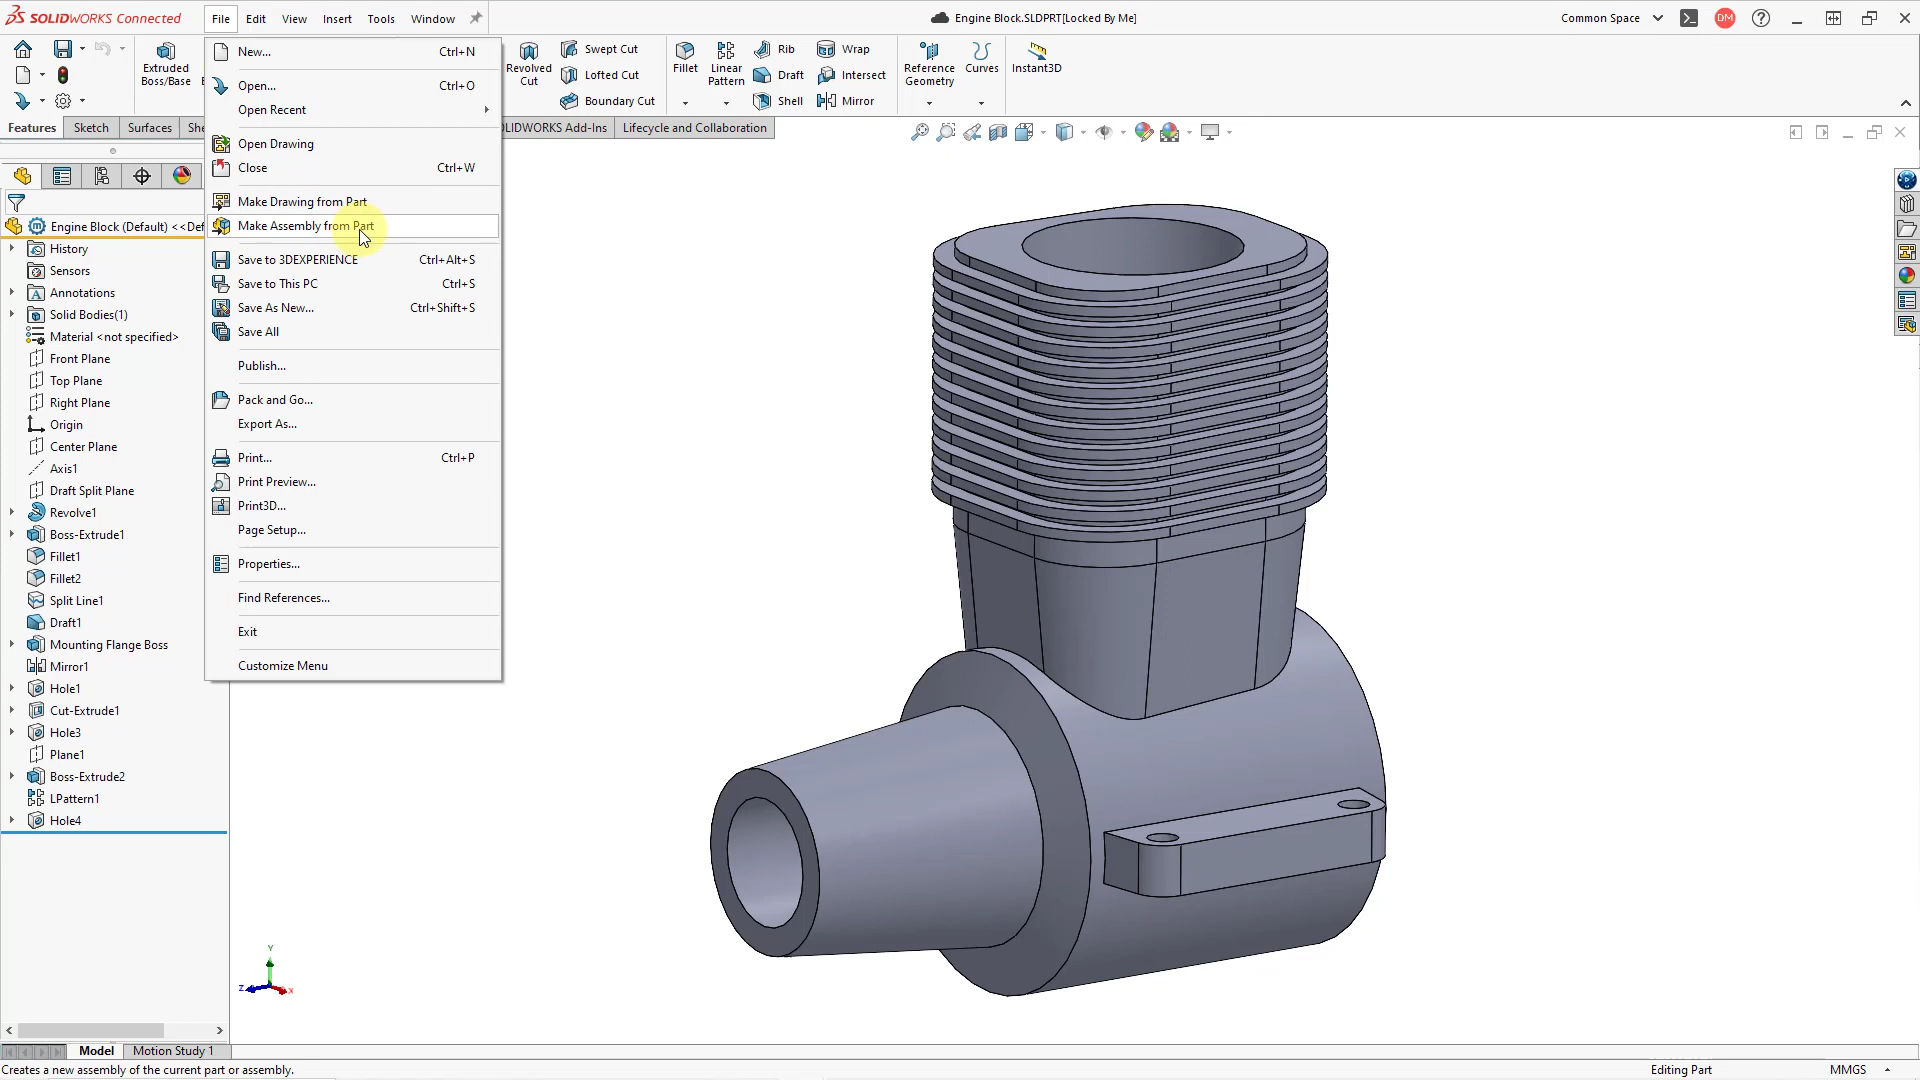 SOLIDWORKS Connected
File
Edit
View
Insert
Tools
Window
Engine Block.SLDPRT[Locked By Me]
Common Space
DM
Extruded
Boss/Base
New... Ctrl+N
Open... Ctrl+O
Open Recent
Open Drawing
Close Ctrl+W
Make Drawing from Part
Make Assembly from Part
Save to 3DEXPERIENCE Ctrl+Alt+S
Save to This PC Ctrl+S
Save As New... Ctrl+Shift+S
Save All
Publish...
Pack and Go...
Export As...
Print... Ctrl+P
Print Preview...
Print3D...
Page Setup...
Properties...
Find References...
Exit
Customize Menu
Revolved
Cut
Swept Cut
Lofted Cut
Boundary Cut
Fillet
Linear
Pattern
Rib
Draft
Shell
Wrap
Intersect
Mirror
Reference
Geometry
Curves
Instant3D
Features
Sketch
Surfaces
She
OLIDWORKS Add-Ins
Lifecycle and Collaboration
Engine Block (Default) <<Def
History
Sensors
Annotations
Solid Bodies(1)
Material <not specified>
Front Plane
Top Plane
Right Plane
Origin
Center Plane
Axis1
Draft Split Plane
Revolve1
Boss-Extrude1
Fillet1
Fillet2
Split Line1
Draft1
Mounting Flange Boss
Mirror1
Hole1
Cut-Extrude1
Hole3
Plane1
Boss-Extrude2
LPattern1
Hole4
Y
Z
X
Model
Motion Study 1
Creates a new assembly of the current part or assembly.
Editing Part
MMGS